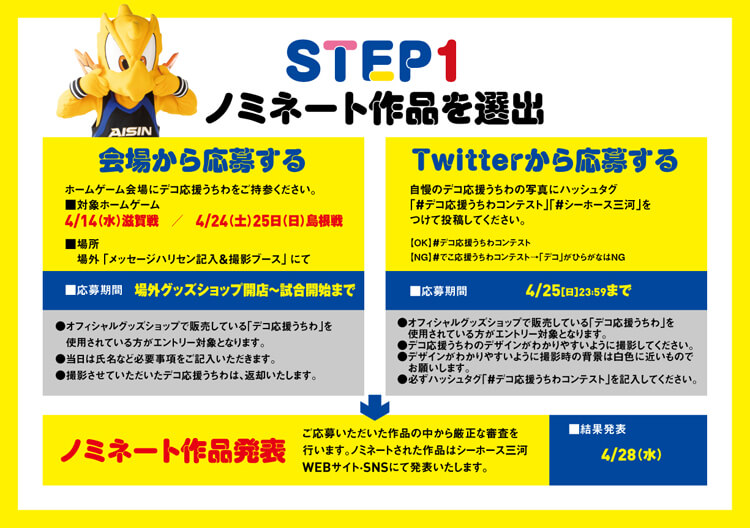 STEP1
ノミネート作品を選出
AISIN
会場から応募する
ホームゲーム会場にデコ応援うちわをご持参ください。
■対象ホームゲーム
4/14(水)滋賀戦 ／ 4/24(土)25日(日)島根戦
■場所
場外「メッセージハリセン記入&撮影ブース」にて
■応募期間 場外グッズショップ開店〜試合開始まで
●オフィシャルグッズショップで販売している「デコ応援うちわ」を
使用されている方がエントリー対象となります。
●当日は氏名など必要事項をご記入いただきます。
●撮影させていただいたデコ応援うちわは、返却いたします。
Twitterから応募する
自慢のデコ応援うちわの写真にハッシュタグ
「#デコ応援うちわコンテスト」「#シーホース三河」を
つけて投稿してください。
【OK】#デコ応援うちわコンテスト
【NG】#でこ応援うちわコンテスト→「デコ」がひらがなはNG
■応募期間 4/25[日]23:59まで
●オフィシャルグッズショップで販売している「デコ応援うちわ」を
使用されている方がエントリー対象となります。
●デコ応援うちわのデザインがわかりやすいように撮影してください。
●デザインがわかりやすいように撮影時の背景は白色に近いもので
お願いします。
●必ずハッシュタグ「#デコ応援うちわコンテスト」を記入してください。
ノミネート作品発表
ご応募いただいた作品の中から厳正な審査を
行います。ノミネートされた作品はシーホース三河
WEBサイト・SNSにて発表いたします。
■結果発表
4/28(水)